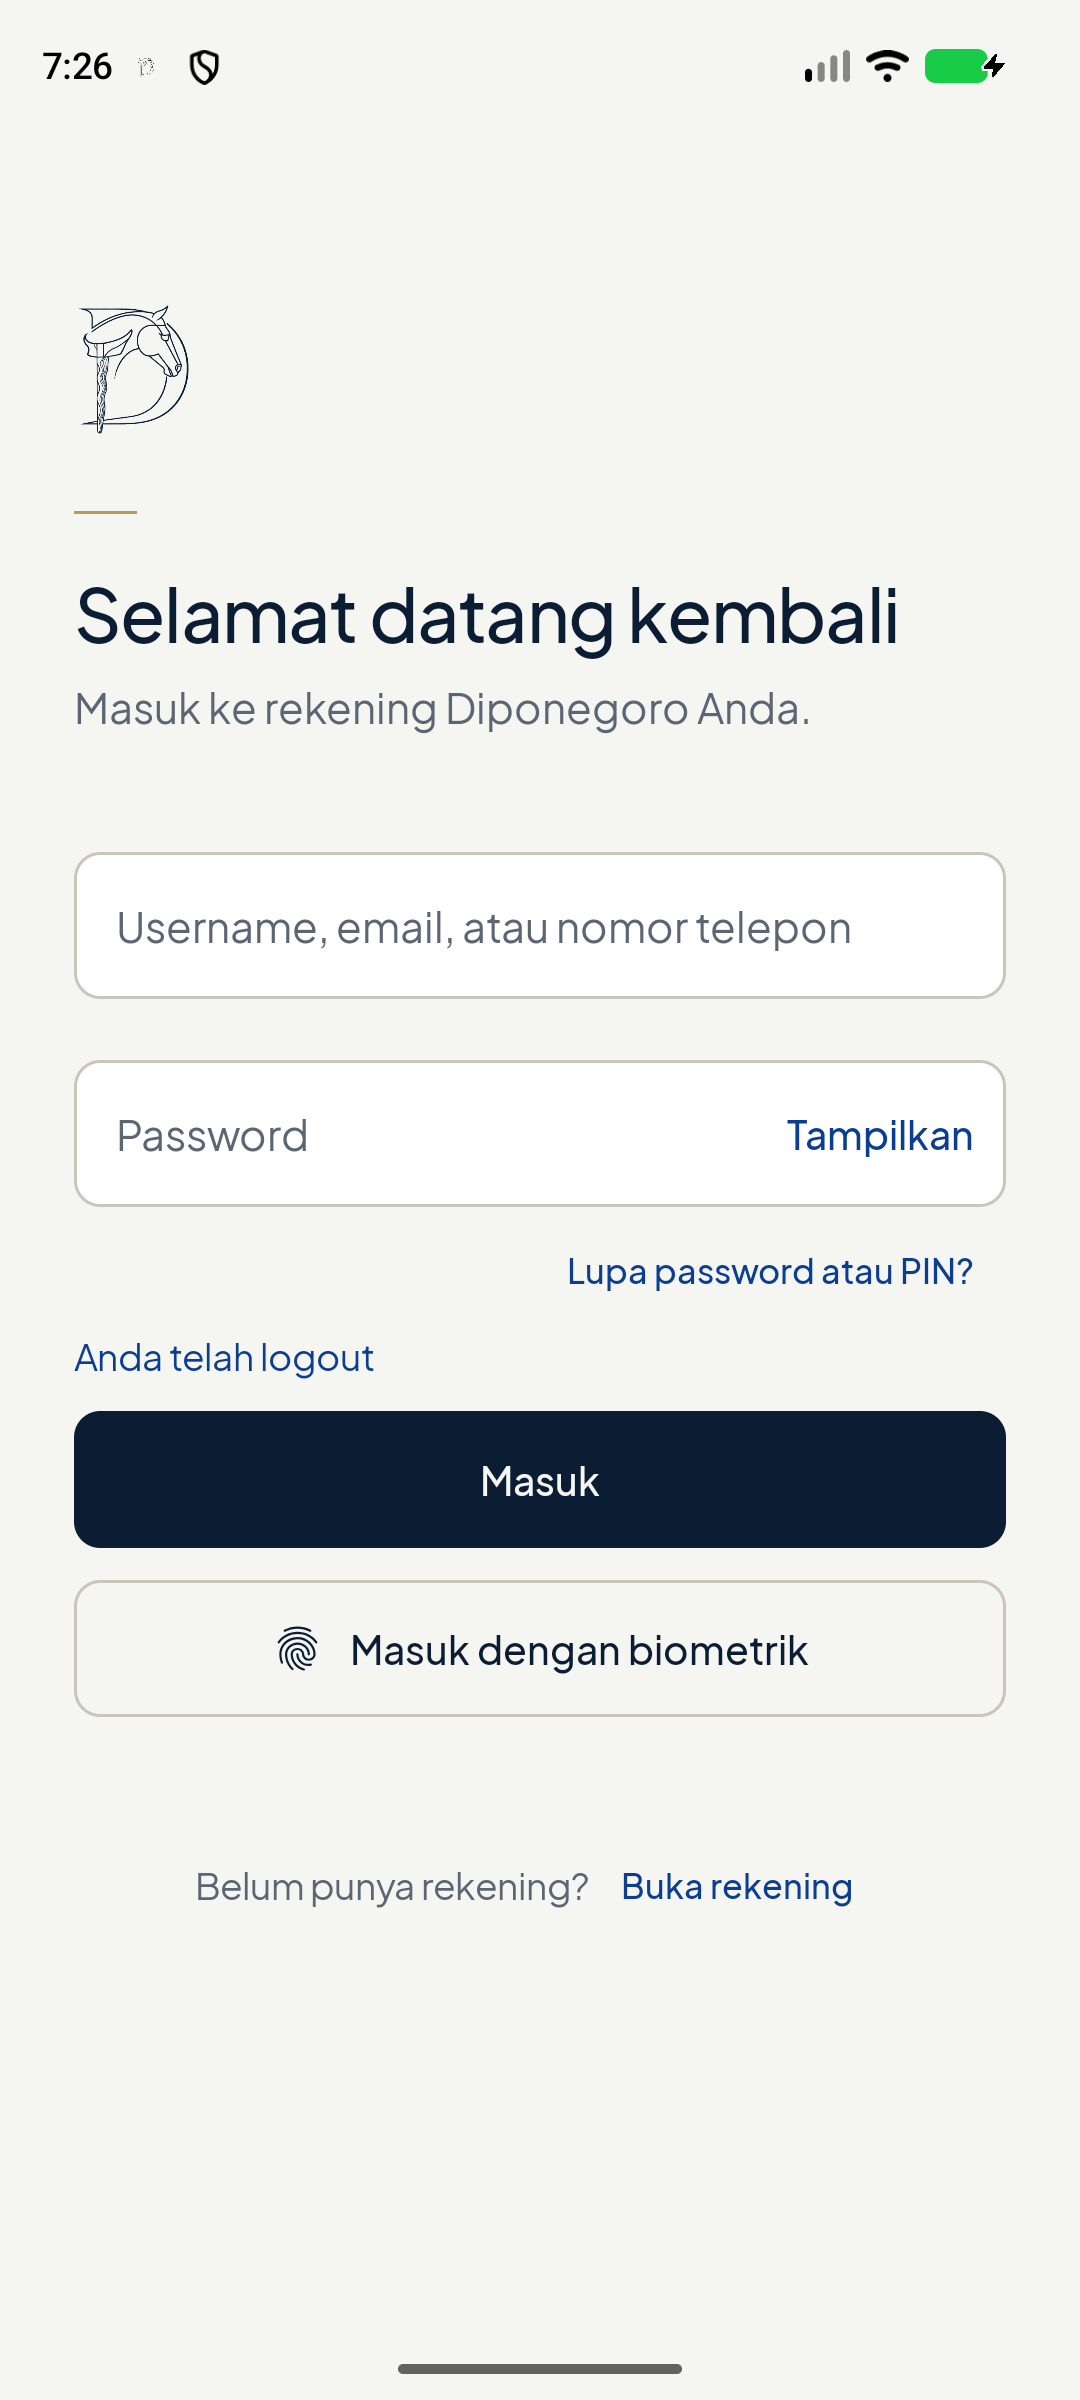 7:26
Selamat datang kembali
Masuk ke rekening Diponegoro Anda.
Username, email, atau nomor telepon
Password
Tampilkan
Lupa password atau PIN?
Anda telah logout
Masuk
Masuk dengan biometrik
Belum punya rekening? Buka rekening